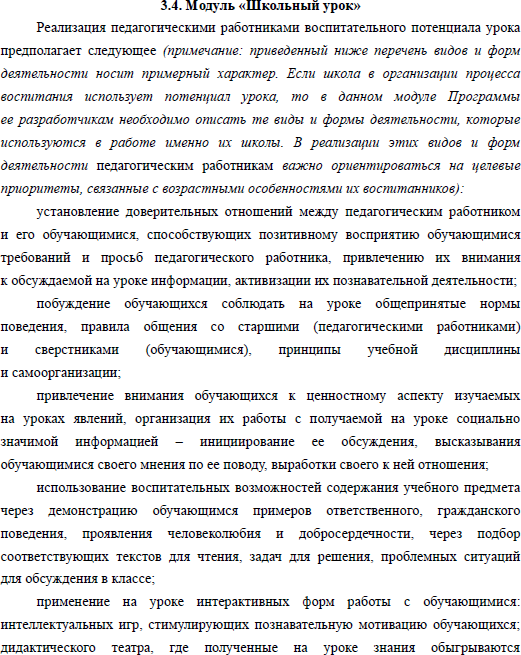 3.4. Модуль «Школьный урок»
Реализация педагогическими работниками воспитательного потенциала урока
предполагает следующее (примечание: приведенный ниже перечень видов и форм
деятельности носит примерный характер. Если школа в организации процесса
воспитания использует потенциал урока, то в данном модуле Программы
ее разработчикам необходимо описать те виды и формы деятельности, которые
используются в работе именно их школы. В реализации этих видов и форм
деятельности педагогическим работникам важно ориентироваться на целевые
приоритеты, связанные с возрастными особенностями их воспитанников):
установление доверительных отношений между педагогическим работником
и его обучающимися, способствующих позитивному восприятию обучающимися
требований и просьб педагогического работника, привлечению их внимания
к обсуждаемой на уроке информации, активизации их познавательной деятельности;
побуждение обучающихся соблюдать на уроке общепринятые нормы
поведения, правила общения со старшими (педагогическими работниками)
и сверстниками (обучающимися), принципы учебной дисциплины
и самоорганизации;
привлечение внимания обучающихся к ценностному аспекту изучаемых
на уроках явлений, организация их работы с получаемой на уроке социально
значимой информацией – инициирование ее обсуждения, высказывания
обучающимися своего мнения по ее поводу, выработки своего к ней отношения;
использование воспитательных возможностей содержания учебного предмета
через демонстрацию обучающимся примеров ответственного, гражданского
поведения, проявления человеколюбия и добросердечности, через подбор
соответствующих текстов для чтения, задач для решения, проблемных ситуаций
для обсуждения в классе;
применение на уроке интерактивных форм работы с обучающимися:
интеллектуальных игр, стимулирующих познавательную мотивацию обучающихся;
дидактического театра, где полученные на уроке знания обыгрываются